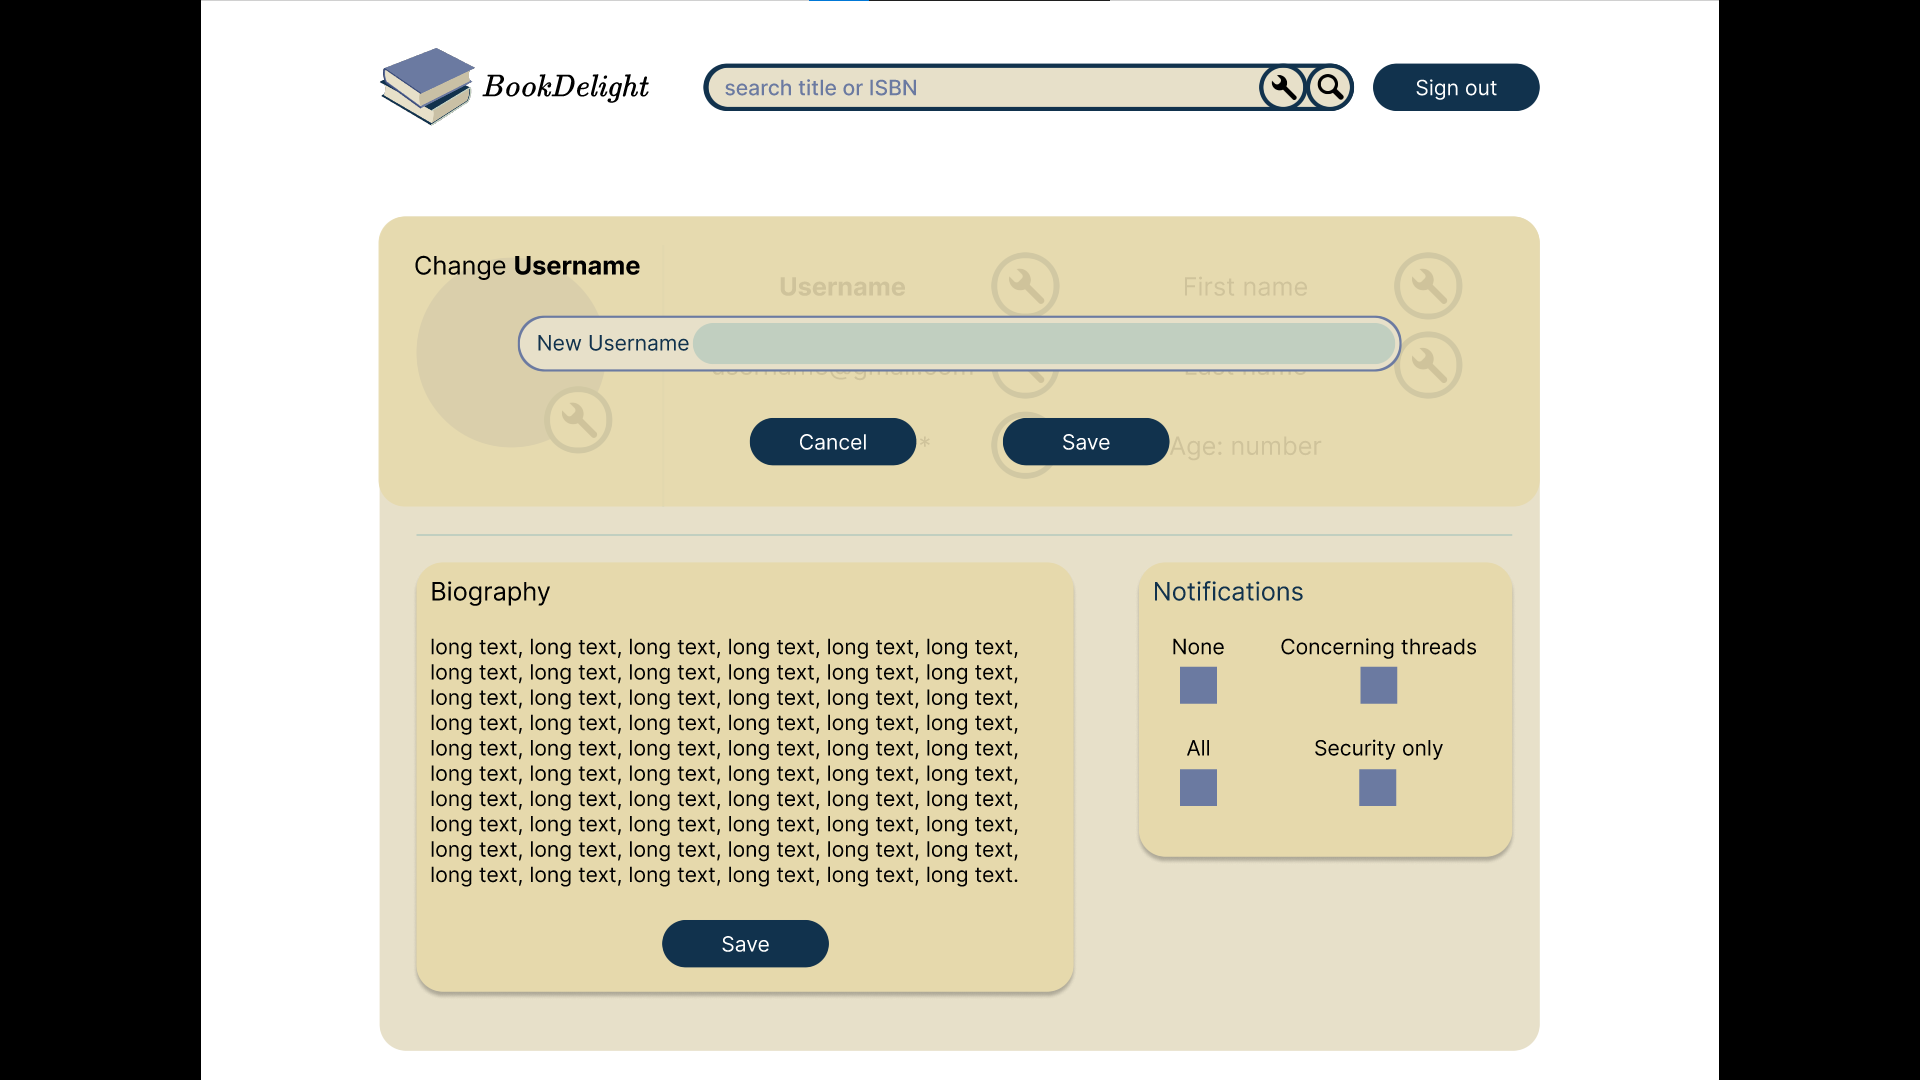 BookDelight
search title or ISBN
Sign out
Change Username
Username
First name
New Username
username@gmail.com
Last name
Cancel
*
Save
Age: number
Biography
long text, long text, long text, long text, long text, long text,
long text, long text, long text, long text, long text, long text,
long text, long text, long text, long text, long text, long text,
long text, long text, long text, long text, long text, long text,
long text, long text, long text, long text, long text, long text,
long text, long text, long text, long text, long text, long text,
long text, long text, long text, long text, long text, long text,
long text, long text, long text, long text, long text, long text,
long text, long text, long text, long text, long text, long text,
long text, long text, long text, long text, long text, long text.
Save
Notifications
None
Concerning threads
All
Security only